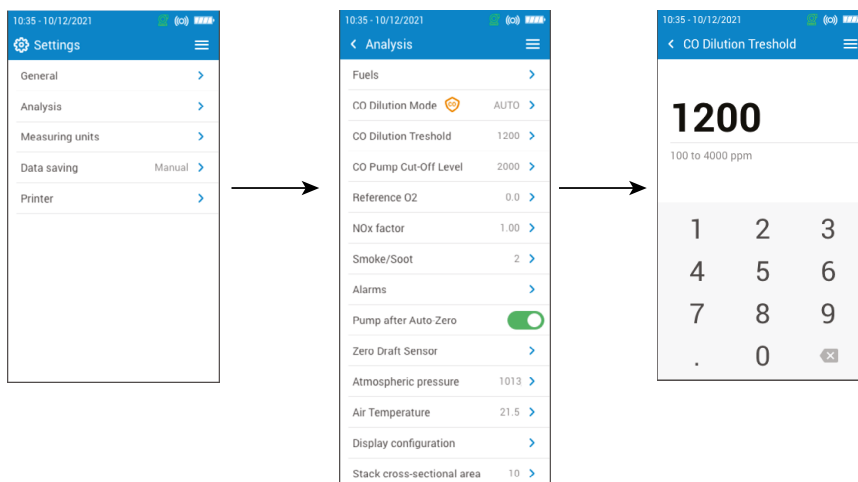 10:35 - 10/12/2021
Settings
General
Analysis
Measuring units
Data saving Manual
Printer
10:35 - 10/12/2021
Analysis
Fuels
CO Dilution Mode CO AUTO
CO Dilution Treshold 1200
CO Pump Cut-Off Level 2000
Reference O2 0.0
NOx factor 1.00
Smoke/Soot 2
Alarms
Pump after Auto-Zero
Zero Draft Sensor
Atmospheric pressure 1013
Air Temperature 21.5
Display configuration
Stack cross-sectional area 10
10:35 - 10/12/2021
CO Dilution Treshold
1200
100 to 4000 ppm
1 2 3
4 5 6
7 8 9
. 0